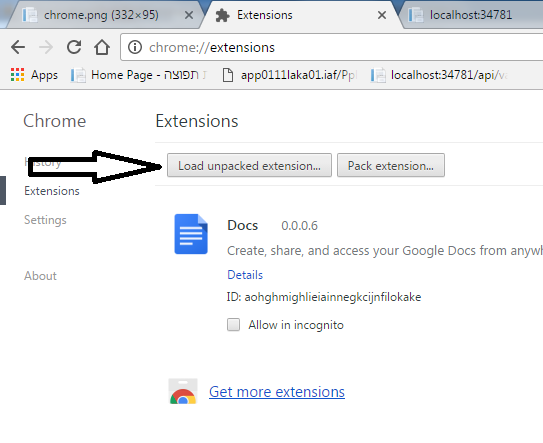 chrome.png (332×95)
Extensions
localhost:34781
chrome://extensions
Apps
Home Page - תפוצה
app0111laka01.iaf/Ppl
localhost:34781/api/va
Chrome
Extensions
History
Load unpacked extension...
Pack extension...
Extensions
Settings
Docs 0.0.0.6
Create, share, and access your Google Docs from anywh
Details
About
ID: aohghmighlieiainnegkcijnfilokake
Allow in incognito
Get more extensions